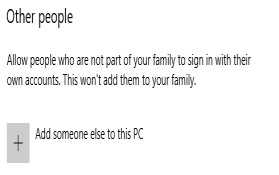 Other people
Allow people who are not part of your family to sign in with their
own accounts. This won't add them to your family.
Add someone else to this PC